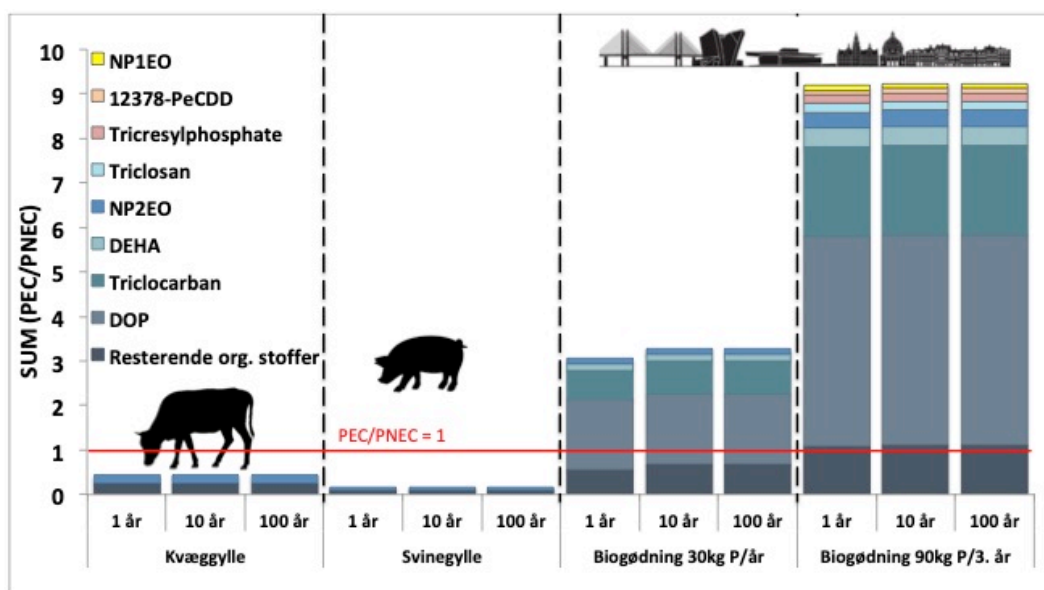 SUM (PEC/PNEC)
10
9
8
7
6
5
4
3
2
1
0
NP1EO
12378-PeCDD
Tricresylphosphate
Triclosan
NP2EO
DEHA
Triclocarban
DOP
Resterende org. stoffer
PEC/PNEC = 1
1 år 10 år 100 år 1 år 10 år 100 år 1 år 10 år 100 år 1 år 10 år 100 år
Kvæggylle Svinegylle Biogødning 30kg P/år Biogødning 90kg P/3. år